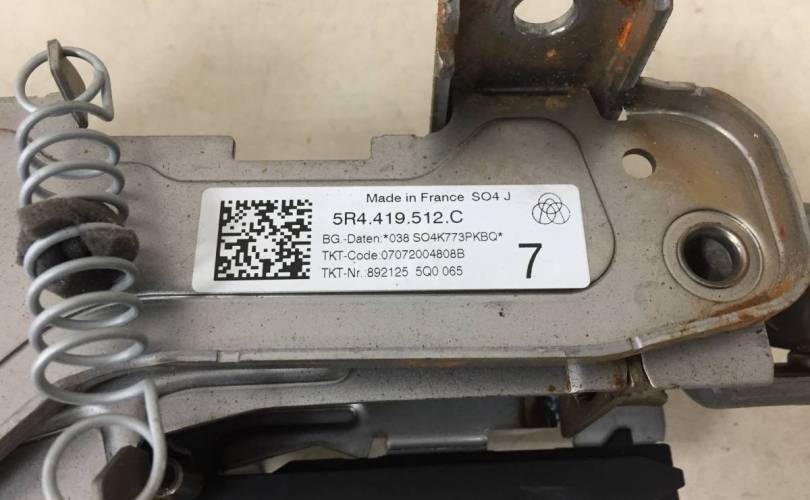 Made in France SO4 J
5R4.419.512.C
BG.-Daten:*038 SO4K773PKBQ*
TKT-Code:07072004808B
TKT-Nr.:892125 5Q0 065
7